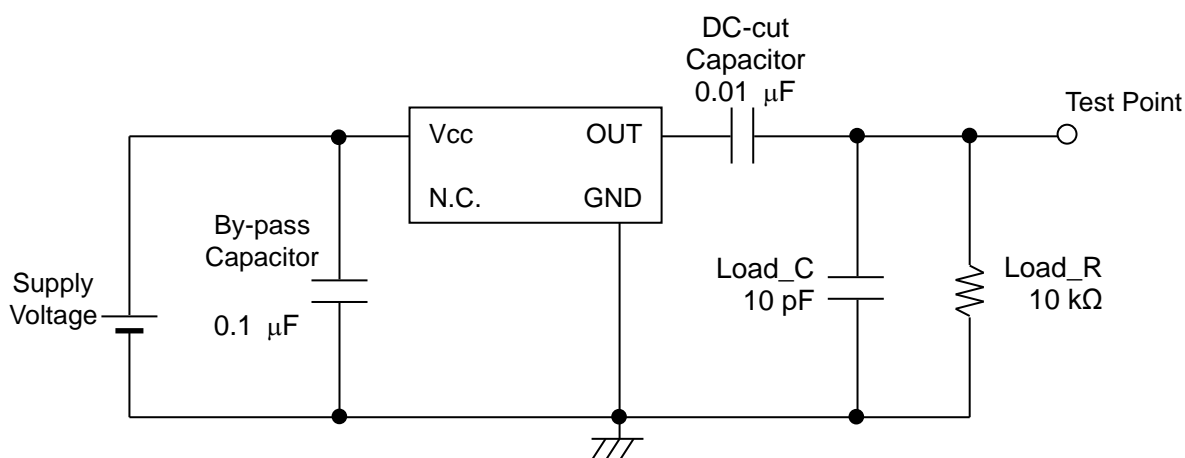 DC-cut
Capacitor
0.01 μF
Test Point
Vcc
OUT
N.C.
GND
By-pass
Capacitor
0.1 μF
Supply
Voltage
Load_C
10 pF
Load_R
10 kΩ